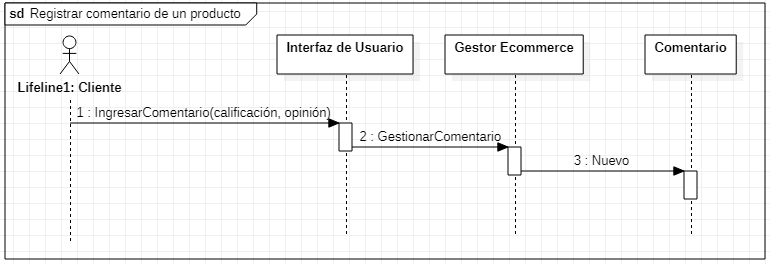 sd Registrar comentario de un producto
Interfaz de Usuario
Gestor Ecommerce
Comentario
Lifeline1: Cliente
1 : IngresarComentario(calificación, opinión)
2 : GestionarComentario
3 : Nuevo